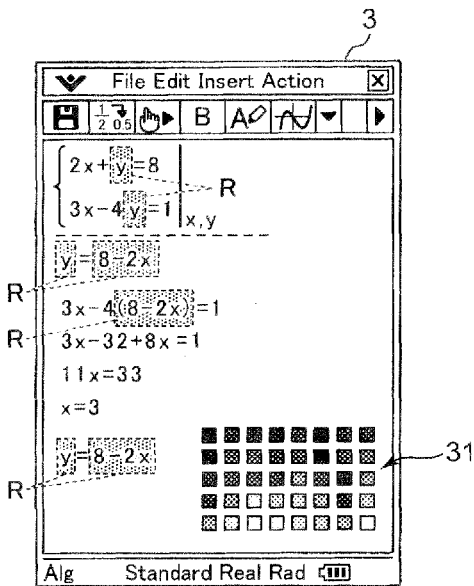 3
File Edit Insert Action X
1/2 0.5 B A
2x+y=8
R
3x-4y=1 x,y
y=8-2x
R
3x-4(8-2x)=1
R
3x-32+8x=1
11x=33
x=3
y=8-2x
31
R
Alg Standard Real Rad